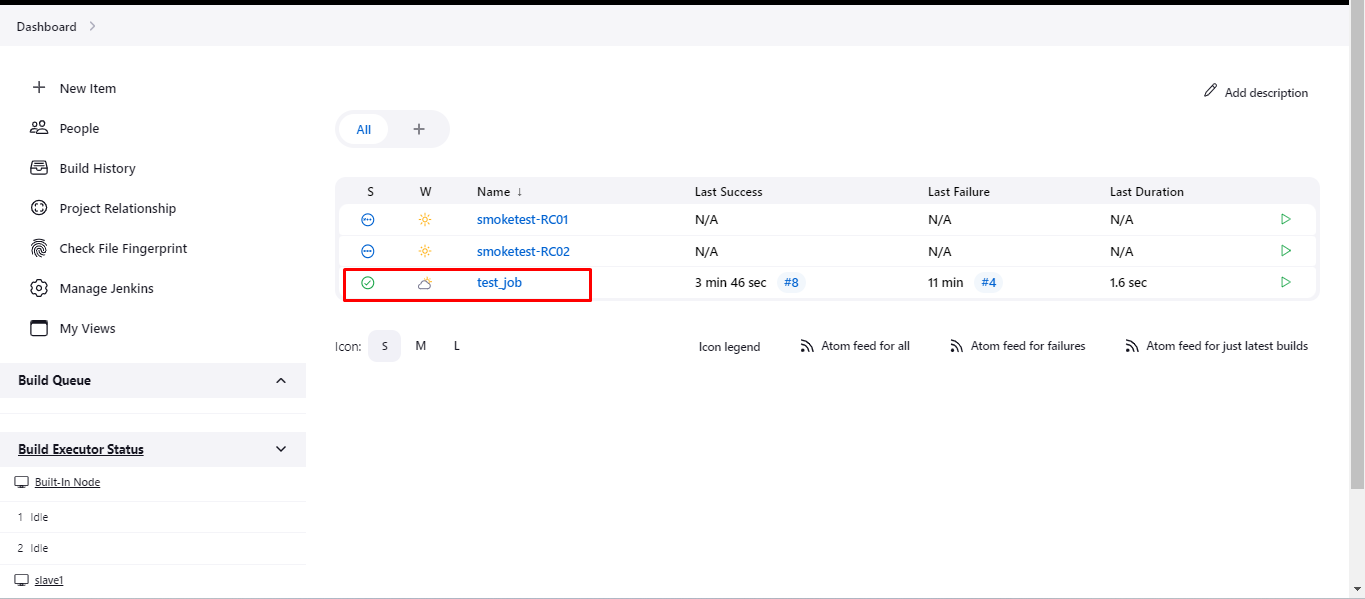 Dashboard
New Item
People
Build History
Project Relationship
Check File Fingerprint
Manage Jenkins
My Views
Build Queue
Build Executor Status
Built-In Node
1 Idle
2 Idle
slave1
Add description
All +
S W Name ↓ Last Success Last Failure Last Duration
smoketest-RC01 N/A N/A N/A
smoketest-RC02 N/A N/A N/A
test_job 3 min 46 sec #8 11 min #4 1.6 sec
Icon: S M L Icon legend Atom feed for all Atom feed for failures Atom feed for just latest builds